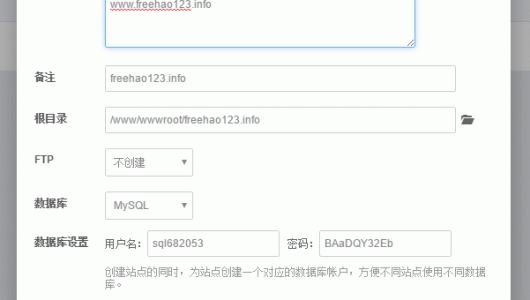 www.freehao123.info
备注 freehao123.info
根目录 /www/wwwroot/freehao123.info
FTP 不创建
数据库 MySQL
数据库设置 用户名: sql682053 密码: BAaDQY32Eb
创建站点的同时，为站点创建一个对应的数据库帐户，方便不同站点使用不同数据
库。